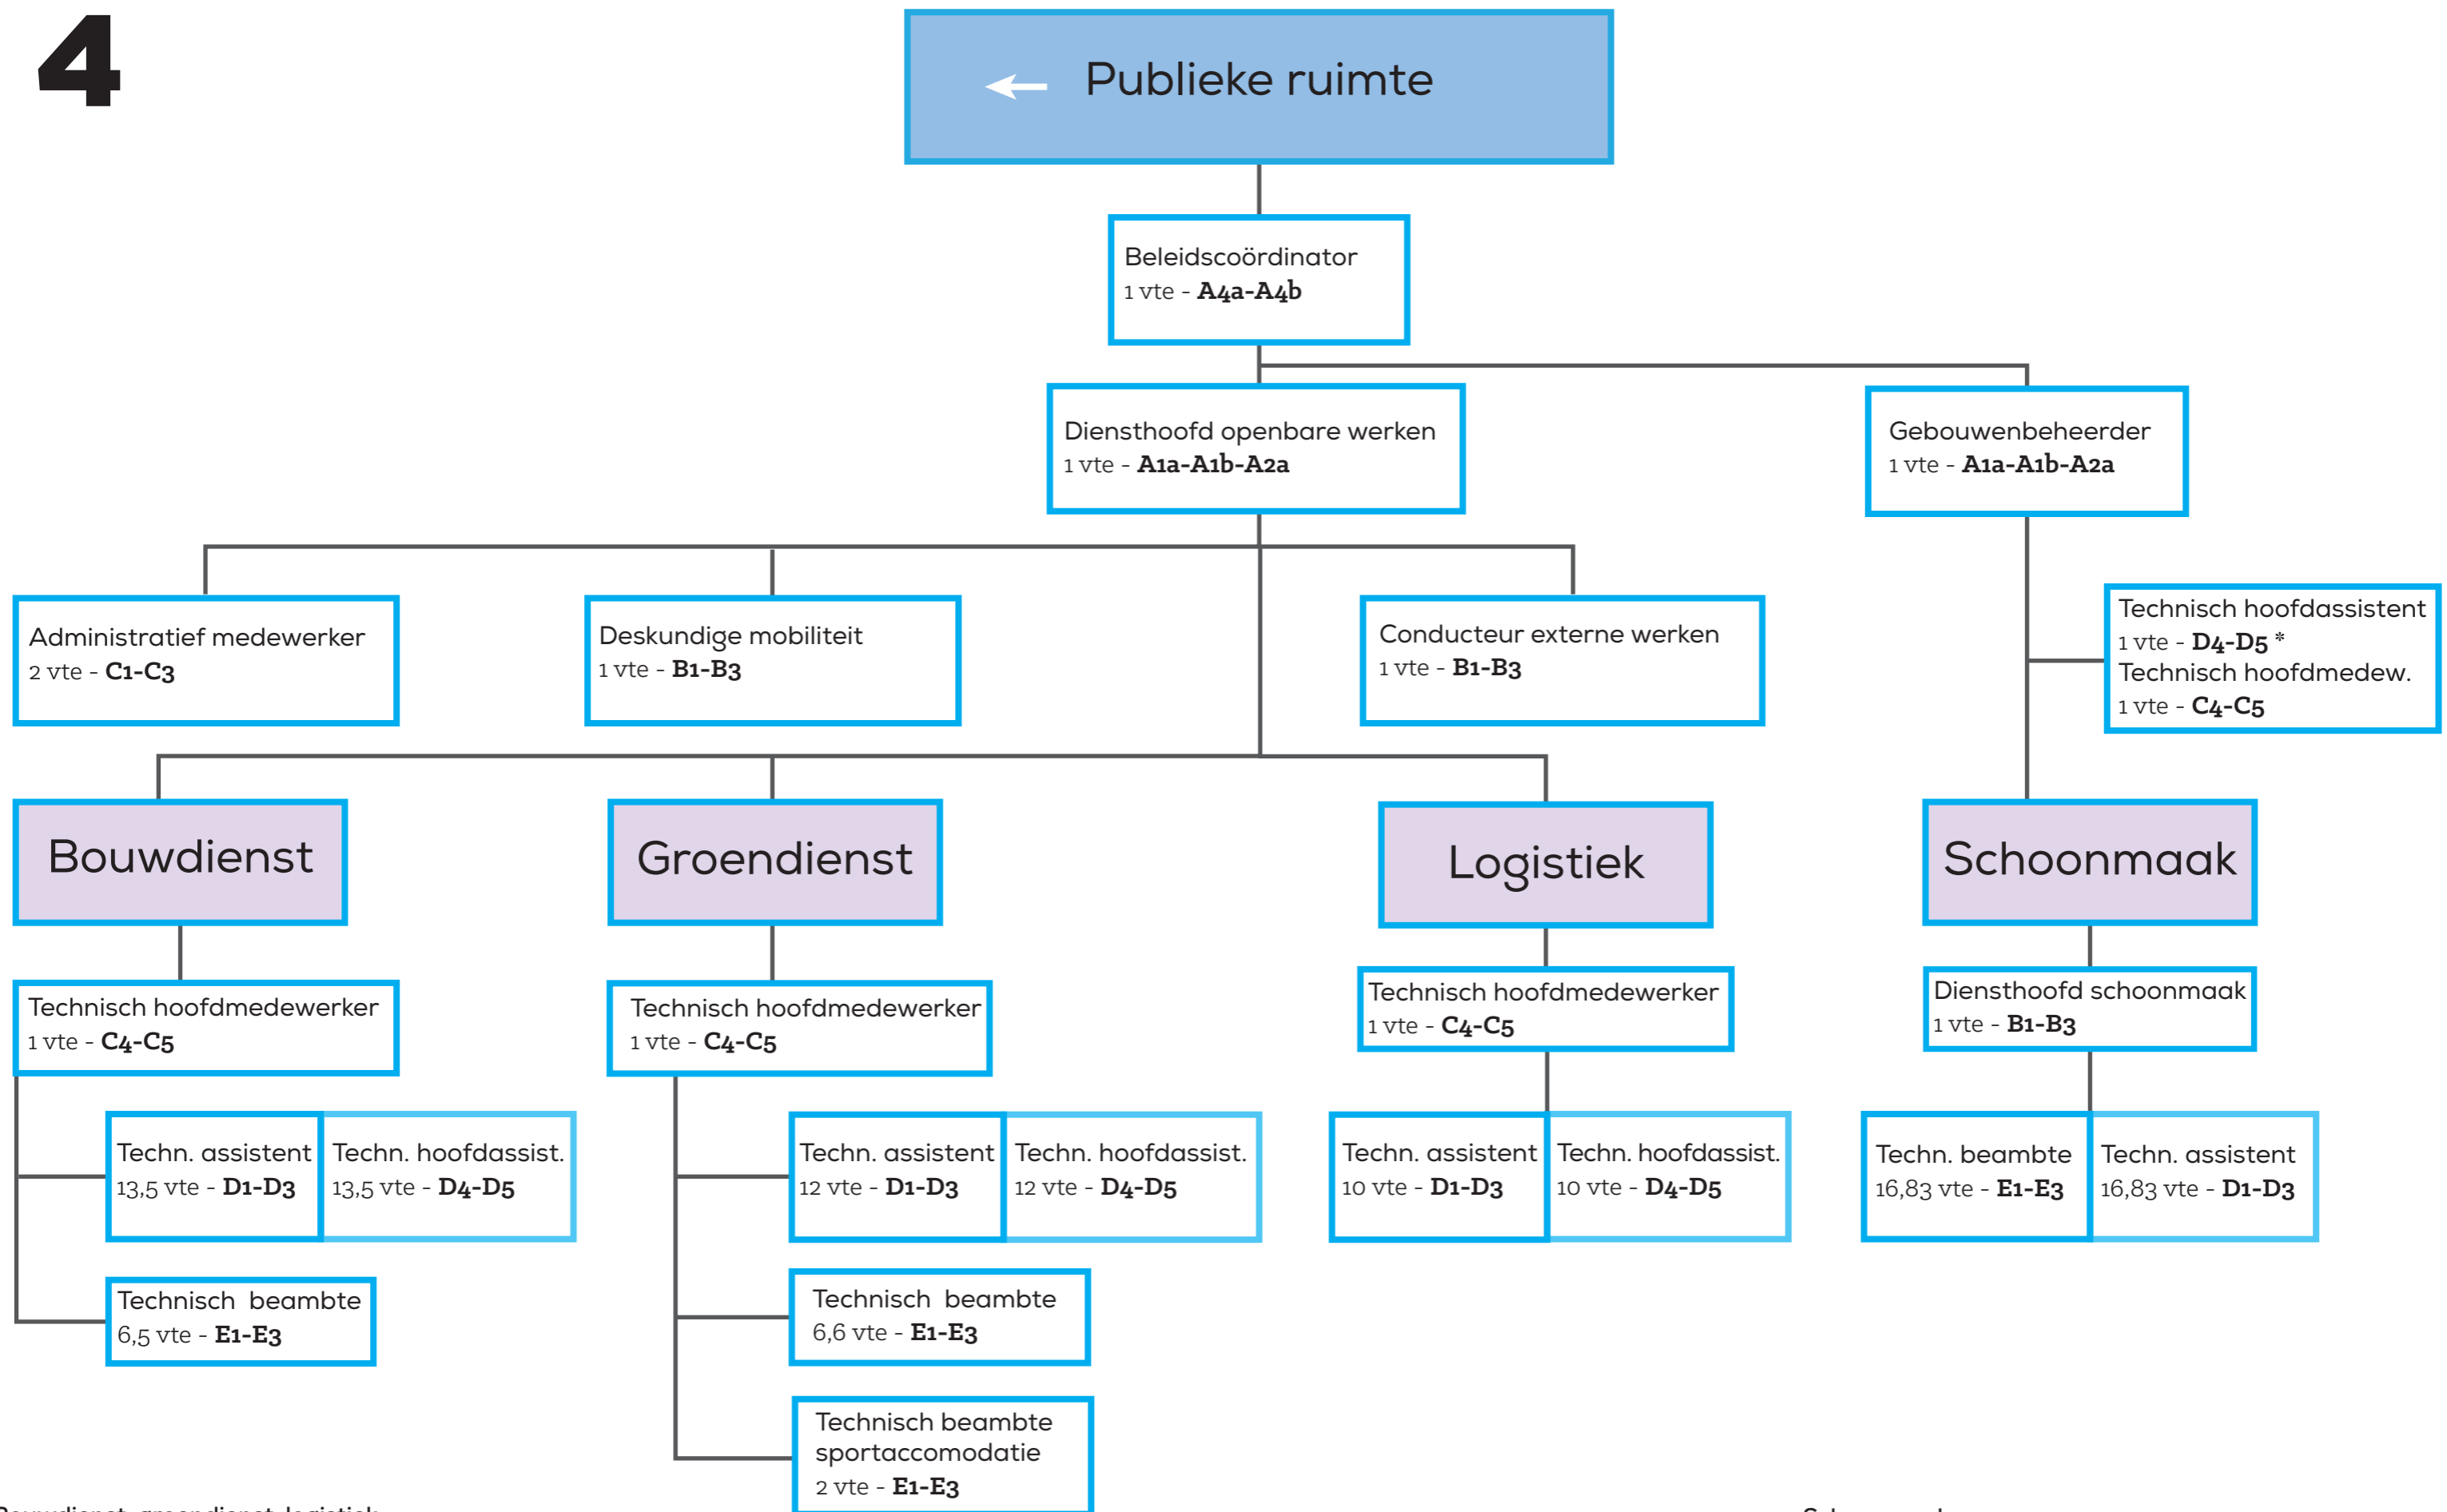 4
Publieke ruimte
Beleidscoördinator
1 vte - A4a-A4b
Diensthoofd openbare werken
1 vte - A1a-A1b-A2a
Gebouwenbeheerder
1 vte - A1a-A1b-A2a
Administratief medewerker
2 vte - C1-C3
Deskundige mobiliteit
1 vte - B1-B3
Conducteur externe werken
1 vte - B1-B3
Technisch hoofdassistent
1 vte - D4-D5 *
Technisch hoofdmedew.
1 vte - C4-C5
Bouwdienst
Groendienst
Logistiek
Schoonmaak
Technisch hoofdmedewerker
1 vte - C4-C5
Technisch hoofdmedewerker
1 vte - C4-C5
Technisch hoofdmedewerker
1 vte - C4-C5
Diensthoofd schoonmaak
1 vte - B1-B3
Techn. assistent
13,5 vte - D1-D3
Techn. hoofdassist.
13,5 vte - D4-D5
Techn. assistent
12 vte - D1-D3
Techn. hoofdassist.
12 vte - D4-D5
Techn. assistent
10 vte - D1-D3
Techn. hoofdassist.
10 vte - D4-D5
Techn. beambte
16,83 vte - E1-E3
Techn. assistent
16,83 vte - D1-D3
Technisch beambte
6,5 vte - E1-E3
Technisch beambte
6,6 vte - E1-E3
Technisch beambte
sportaccomodatie
2 vte - E1-E3